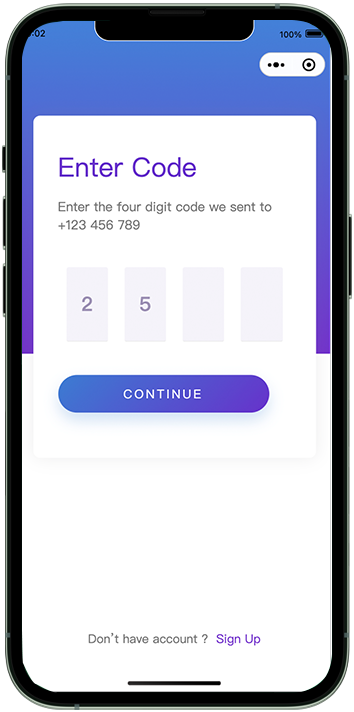 :02
100%
Enter Code
Enter the four digit code we sent to
+123 456 789
2 5
CONTINUE
Don't have account ? Sign Up